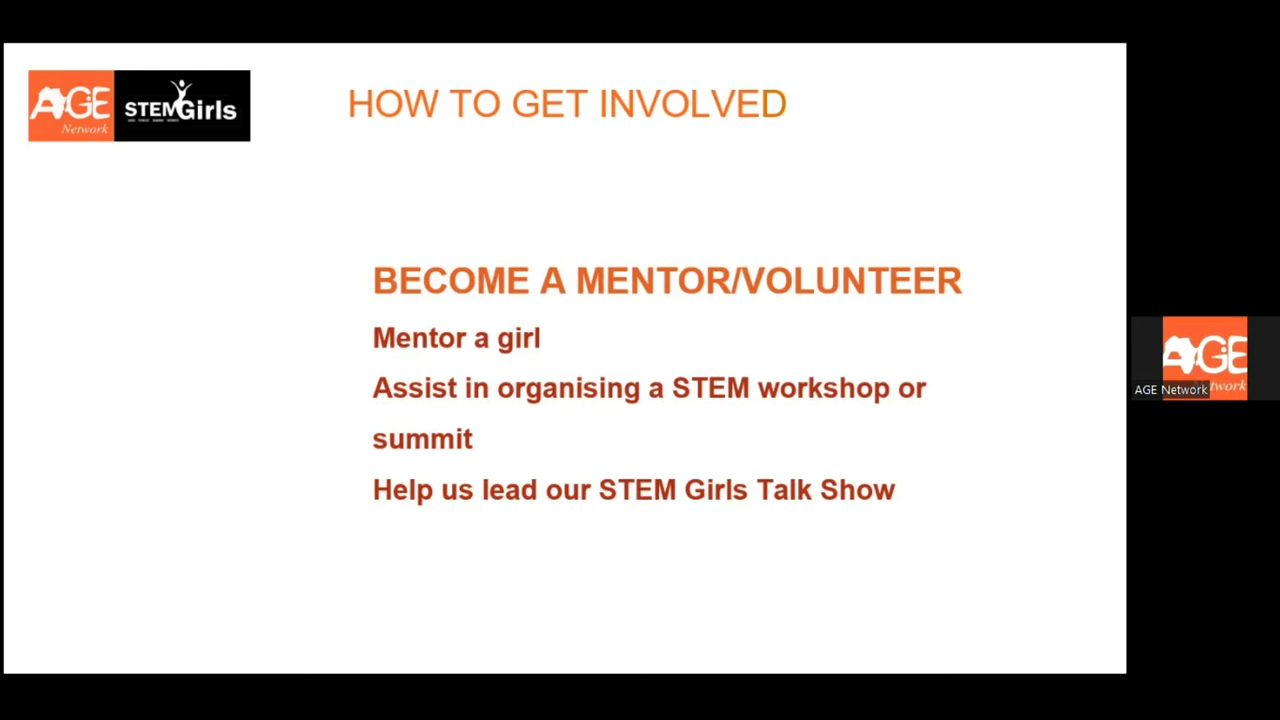 AGE
Network
STEMGirls
HOW TO GET INVOLVED
BECOME A MENTOR/VOLUNTEER
Mentor a girl
Assist in organising a STEM workshop or
summit
Help us lead our STEM Girls Talk Show
AGE
AGE Network